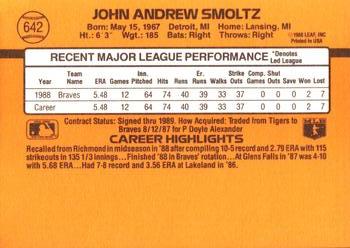 642
JOHN ANDREW SMOLTZ
Born: May 15, 1967 Detroit, MI Home: Lansing, MI
Ht.: 6'3" Wgt.: 185 Bats: Right Throws: Right
© 1988 LEAF, INC.
Printed in USA
RECENT MAJOR LEAGUE PERFORMANCE *Denotes Led League
Year Team Name ERA Games Inn. Pitched Hits Runs Er. Runs Walks Strike Outs Comp. Games Shut Outs Save Won Lost
1988 Braves 5.48 12 64 74 40 39 33 37 0 0 0 2 7
Career 5.48 12 64 74 40 39 33 37 0 0 0 2 7
Contract Status: Signed thru 1989. How Acquired: Traded from Tigers to
Braves 8/12/87 for P Doyle Alexander
CAREER HIGHLIGHTS
Recalled from Richmond in midseason in '88 after compiling 10-5 record and 2.79 ERA with 115
strikeouts in 135 1/3 innings...Finished '88 in Braves' rotation...At Glens Falls in '87 was 4-10
with 5.68 ERA...Had 7-8 record and 3.56 ERA at Lakeland in '86.